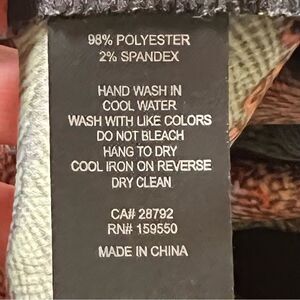 98% POLYESTER
2% SPANDEX
HAND WASH IN
COOL WATER
WASH WITH LIKE COLORS
DO NOT BLEACH
HANG TO DRY
COOL IRON ON REVERSE
DRY CLEAN
CA# 28792
RN# 159550
MADE IN CHINA